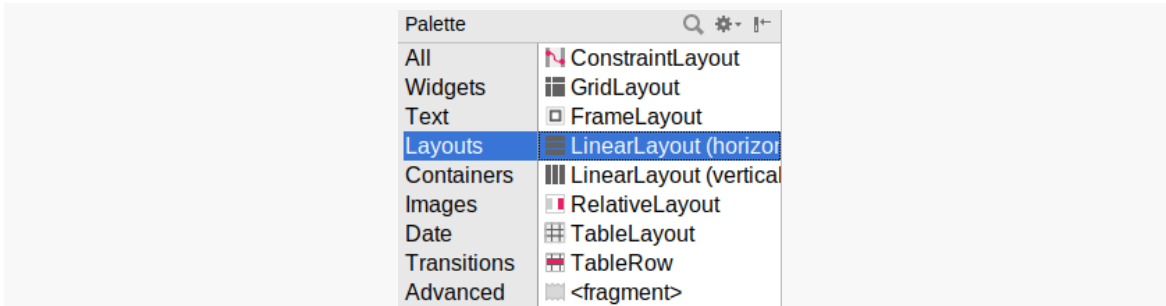 Palette
All ConstraintLayout
Widgets GridLayout
Text FrameLayout
Layouts LinearLayout (horizon
Containers LinearLayout (vertical
Images RelativeLayout
Date TableLayout
Transitions TableRow
Advanced <fragment>